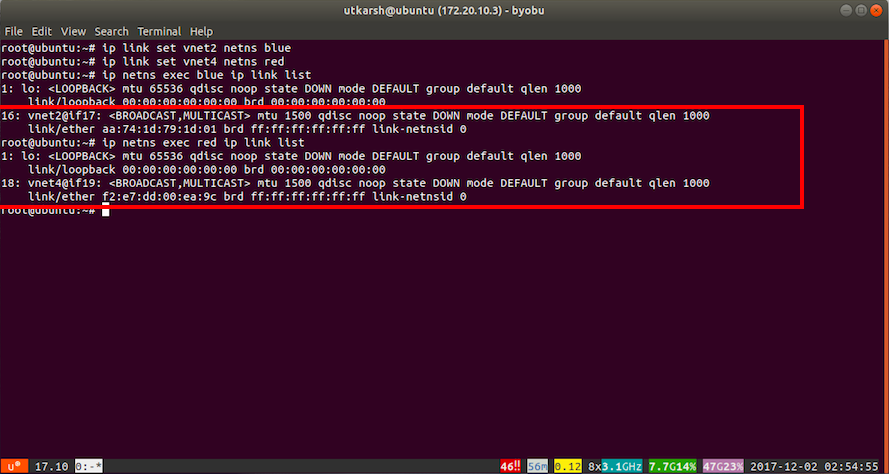 utkarsh@ubuntu (172.20.10.3) - byobu
File Edit View Search Terminal Help
root@ubuntu:~# ip link set vnet2 netns blue
root@ubuntu:~# ip link set vnet4 netns red
root@ubuntu:~# ip netns exec blue ip link list
1: lo: <LOOPBACK> mtu 65536 qdisc noop state DOWN mode DEFAULT group default qlen 1000
link/loopback 00:00:00:00:00:00 brd 00:00:00:00:00:00
16: vnet2@if17: <BROADCAST,MULTICAST> mtu 1500 qdisc noop state DOWN mode DEFAULT group default qlen 1000
link/ether aa:74:1d:79:1d:01 brd ff:ff:ff:ff:ff:ff link-netnsid 0
root@ubuntu:~# ip netns exec red ip link list
1: lo: <LOOPBACK> mtu 65536 qdisc noop state DOWN mode DEFAULT group default qlen 1000
link/loopback 00:00:00:00:00:00 brd 00:00:00:00:00:00
18: vnet4@if19: <BROADCAST,MULTICAST> mtu 1500 qdisc noop state DOWN mode DEFAULT group default qlen 1000
link/ether f2:e7:dd:00:ea:9c brd ff:ff:ff:ff:ff:ff link-netnsid 0
root@ubuntu:~#
u 17.10 0:-* 46!! 56m 0.12 8x3.1GHz 7.7G14% 47G23% 2017-12-02 02:54:55